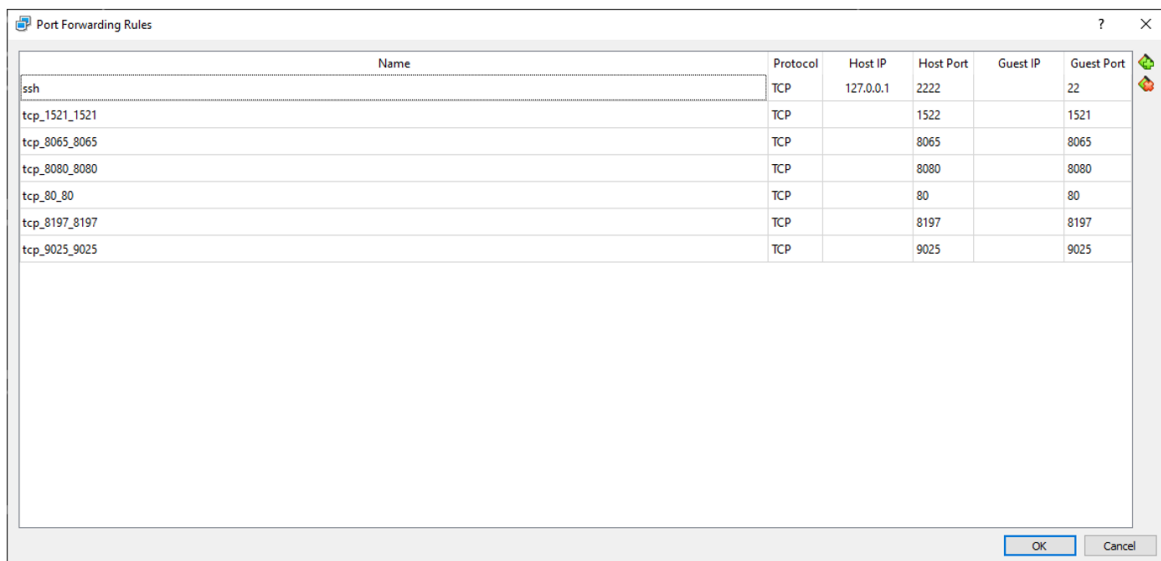 Port Forwarding Rules ?
Name Protocol Host IP Host Port Guest IP Guest Port
ssh TCP 127.0.0.1 2222 22
tcp_1521_1521 TCP 1522 1521
tcp_8065_8065 TCP 8065 8065
tcp_8080_8080 TCP 8080 8080
tcp_80_80 TCP 80 80
tcp_8197_8197 TCP 8197 8197
tcp_9025_9025 TCP 9025 9025
OK Cancel